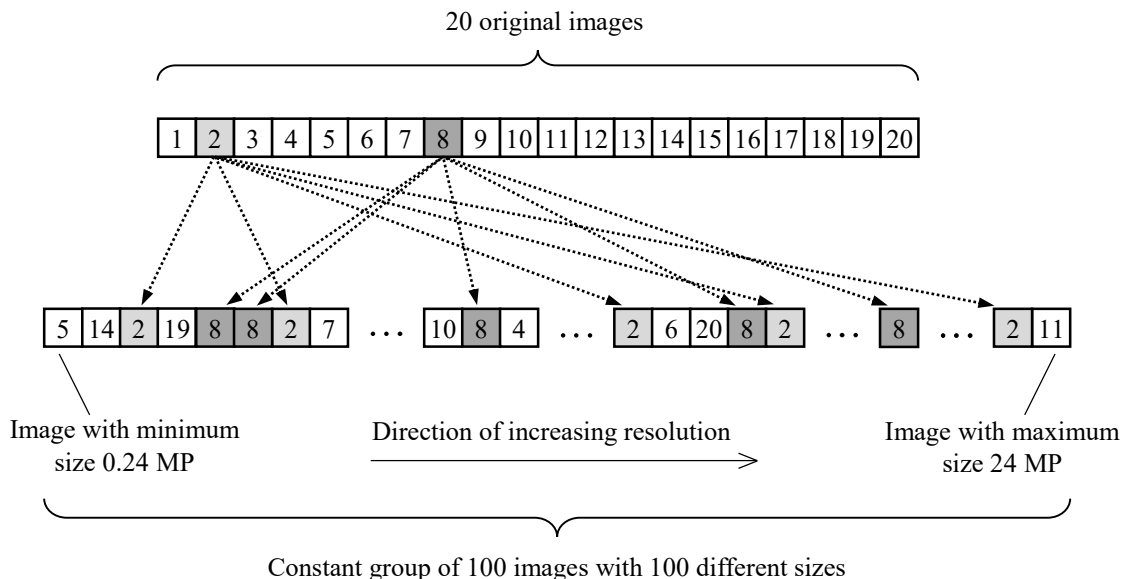 20 original images
1 2 3 4 5 6 7 8 9 10 11 12 13 14 15 16 17 18 19 20
5 14 2 19 8 8 2 7 ... 10 8 4 ... 2 6 20 8 2 ... 8 ... 2 11
Image with minimum
size 0.24 MP
Direction of increasing resolution
Image with maximum
size 24 MP
Constant group of 100 images with 100 different sizes